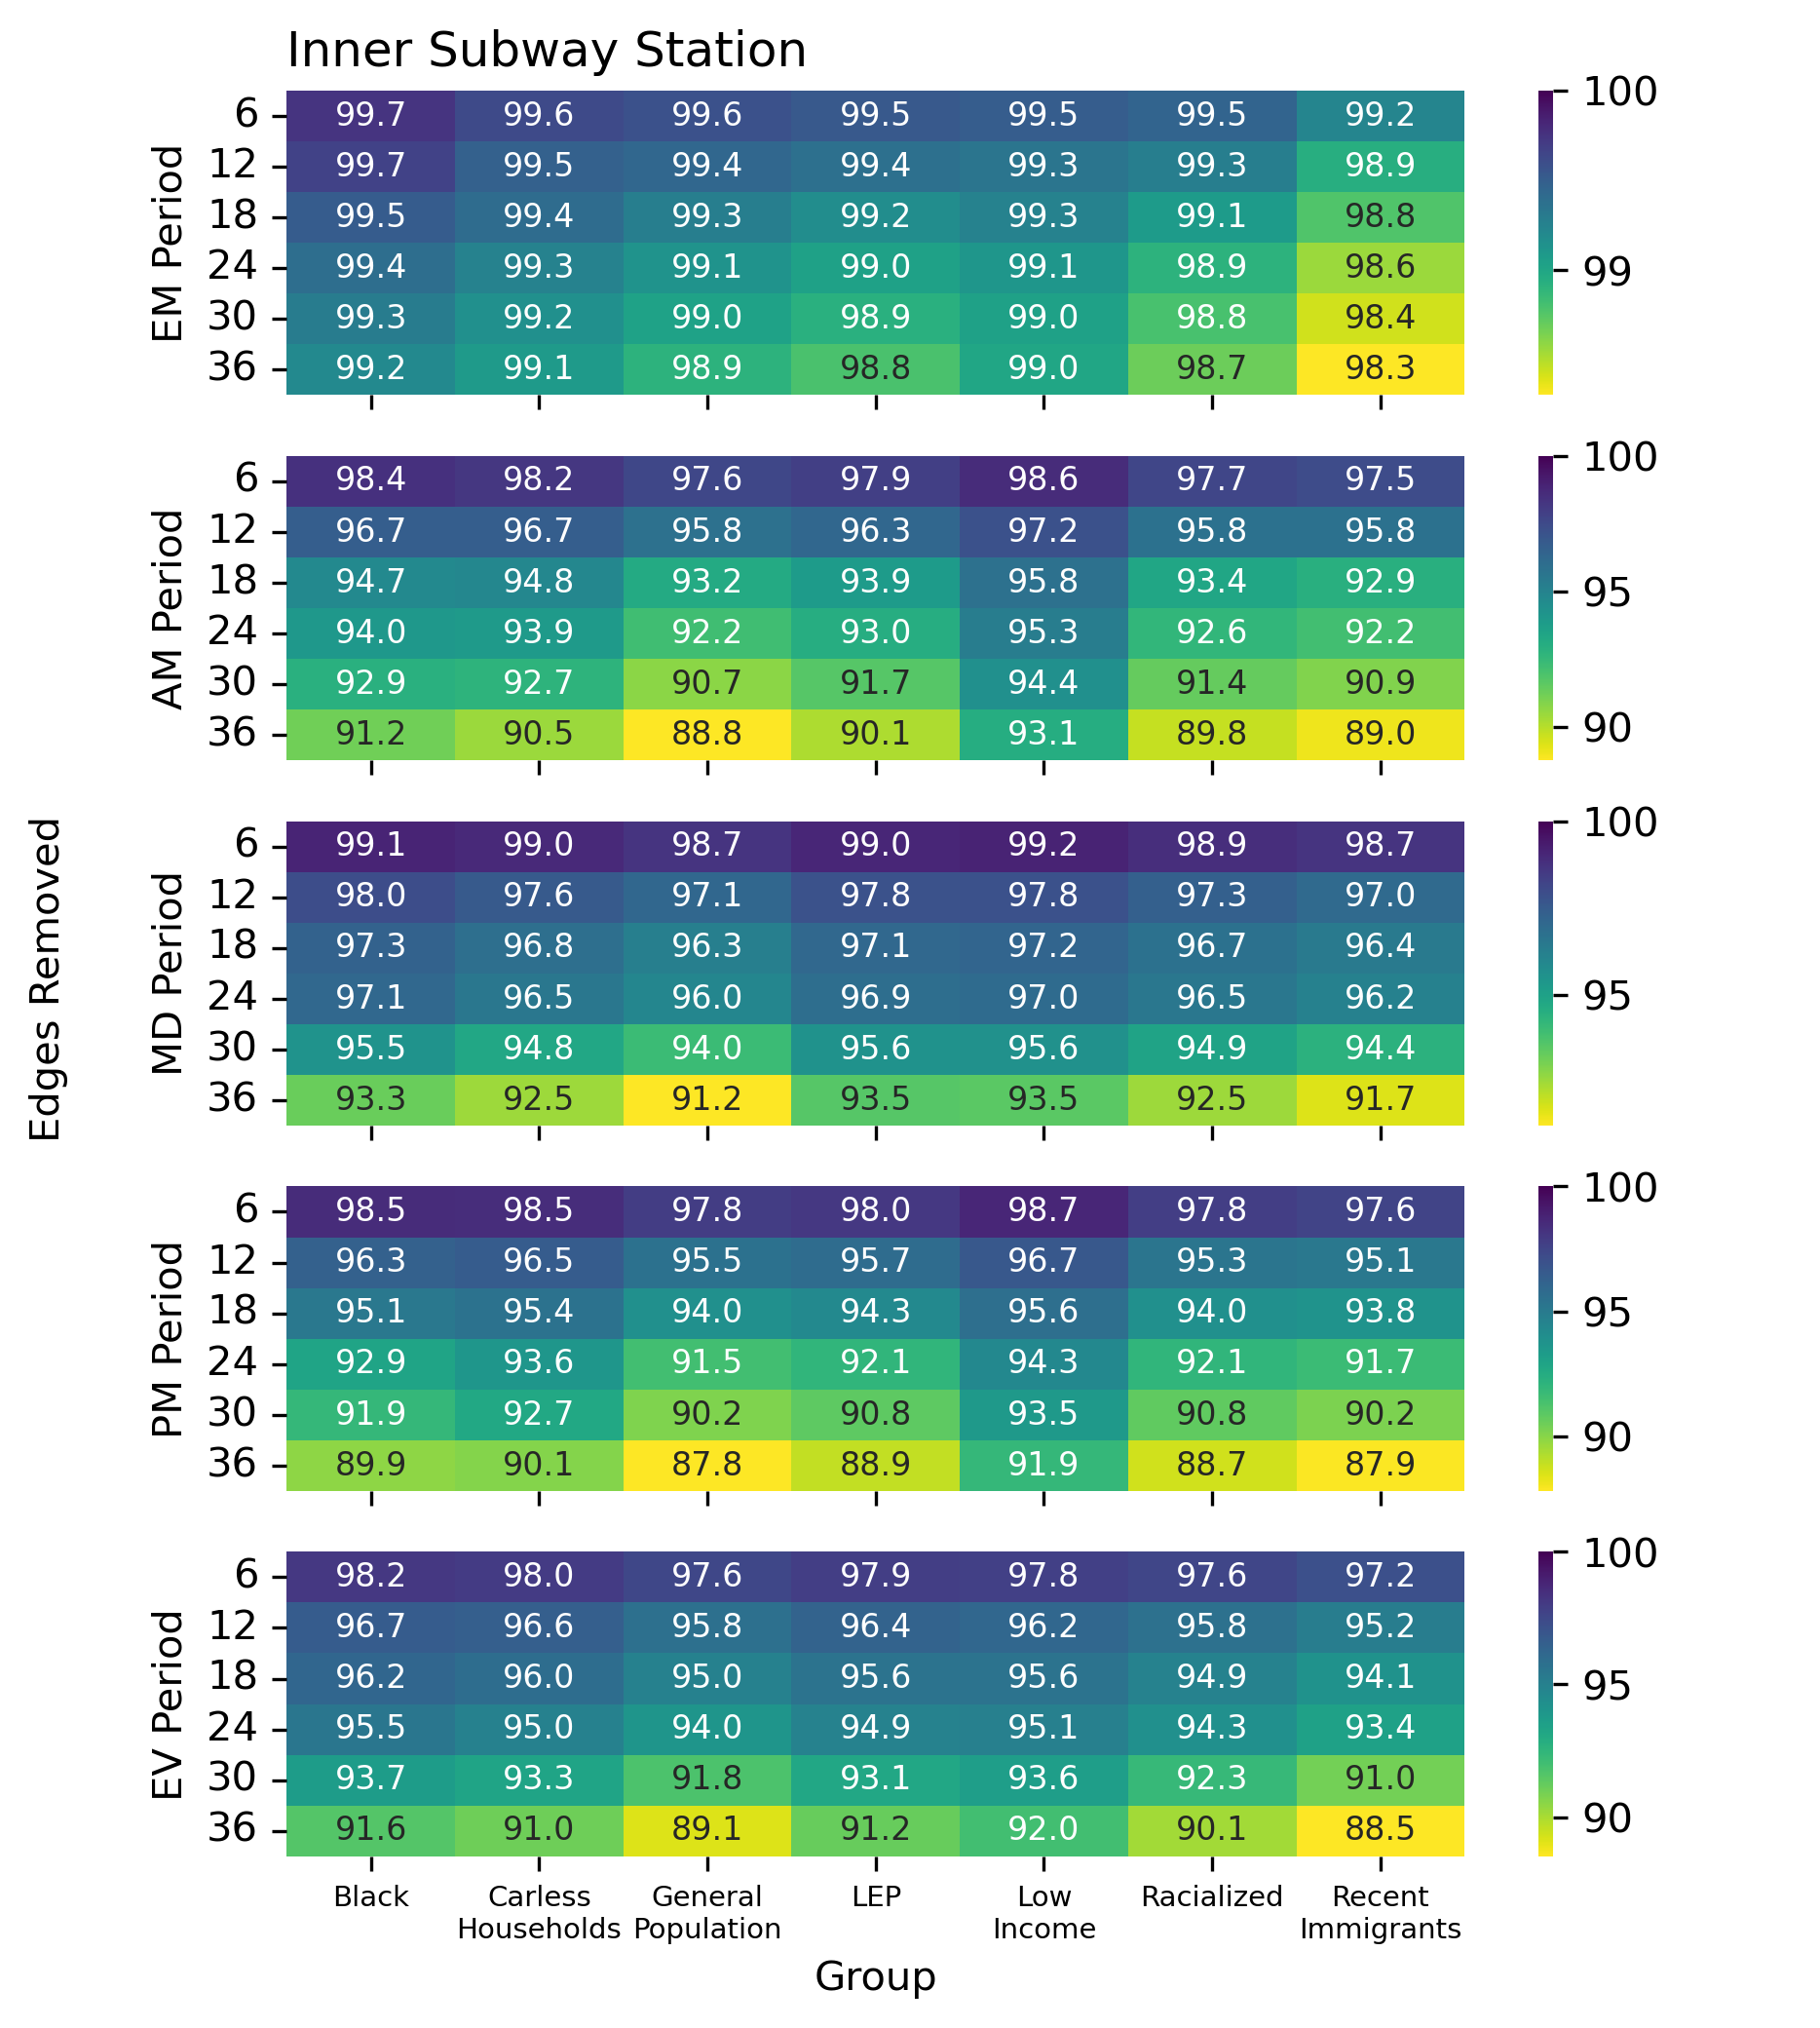 Inner Subway Station
Edges Removed
EM Period
6 99.7 99.6 99.6 99.5 99.5 99.5 99.2
12 99.7 99.5 99.4 99.4 99.3 99.3 98.9
18 99.5 99.4 99.3 99.2 99.3 99.1 98.8
24 99.4 99.3 99.1 99.0 99.1 98.9 98.6
30 99.3 99.2 99.0 98.9 99.0 98.8 98.4
36 99.2 99.1 98.9 98.8 99.0 98.7 98.3
100
99
AM Period
6 98.4 98.2 97.6 97.9 98.6 97.7 97.5
12 96.7 96.7 95.8 96.3 97.2 95.8 95.8
18 94.7 94.8 93.2 93.9 95.8 93.4 92.9
24 94.0 93.9 92.2 93.0 95.3 92.6 92.2
30 92.9 92.7 90.7 91.7 94.4 91.4 90.9
36 91.2 90.5 88.8 90.1 93.1 89.8 89.0
100
95
90
MD Period
6 99.1 99.0 98.7 99.0 99.2 98.9 98.7
12 98.0 97.6 97.1 97.8 97.8 97.3 97.0
18 97.3 96.8 96.3 97.1 97.2 96.7 96.4
24 97.1 96.5 96.0 96.9 97.0 96.5 96.2
30 95.5 94.8 94.0 95.6 95.6 94.9 94.4
36 93.3 92.5 91.2 93.5 93.5 92.5 91.7
100
95
PM Period
6 98.5 98.5 97.8 98.0 98.7 97.8 97.6
12 96.3 96.5 95.5 95.7 96.7 95.3 95.1
18 95.1 95.4 94.0 94.3 95.6 94.0 93.8
24 92.9 93.6 91.5 92.1 94.3 92.1 91.7
30 91.9 92.7 90.2 90.8 93.5 90.8 90.2
36 89.9 90.1 87.8 88.9 91.9 88.7 87.9
100
95
90
EV Period
6 98.2 98.0 97.6 97.9 97.8 97.6 97.2
12 96.7 96.6 95.8 96.4 96.2 95.8 95.2
18 96.2 96.0 95.0 95.6 95.6 94.9 94.1
24 95.5 95.0 94.0 94.9 95.1 94.3 93.4
30 93.7 93.3 91.8 93.1 93.6 92.3 91.0
36 91.6 91.0 89.1 91.2 92.0 90.1 88.5
100
95
90
Black Carless General LEP Low Racialized Recent
Households Population Income Immigrants
Group